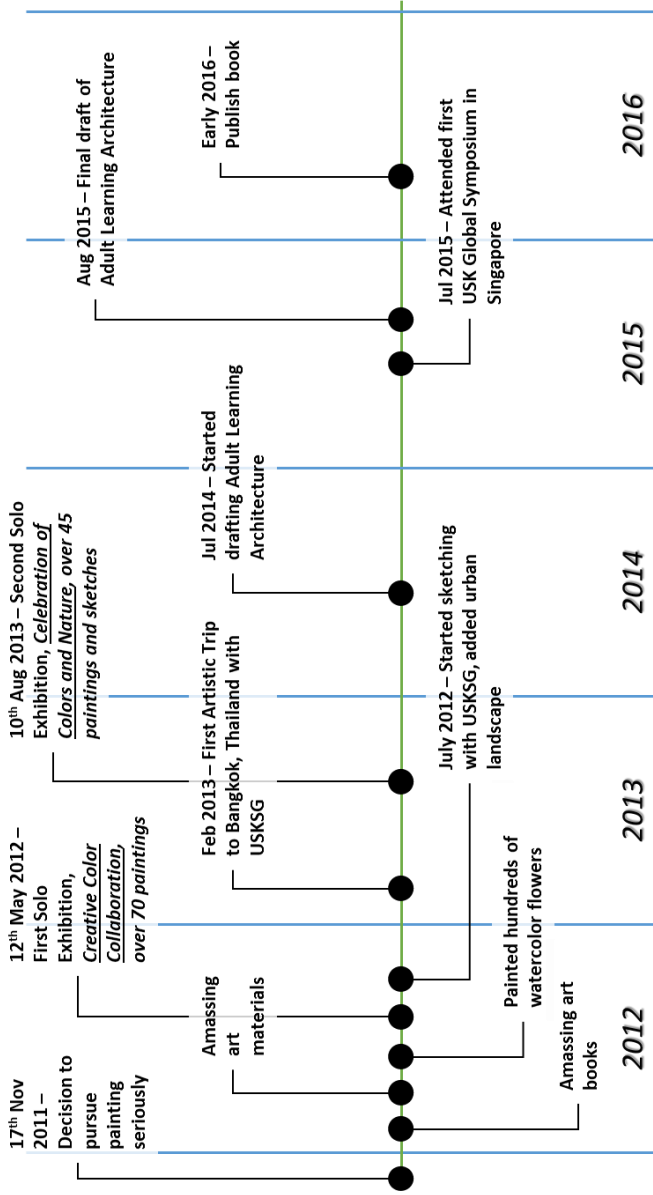 17th Nov
2011 –
Decision to
pursue
painting
seriously
Amassing art
books
Amassing
art
materials
Painted hundreds of
watercolor flowers
12th May 2012 –
First Solo
Exhibition,
Creative Color
Collaboration,
over 70 paintings
July 2012 – Started sketching
with USKSG, added urban
landscape
Feb 2013 – First Artistic Trip
to Bangkok, Thailand with
USKSG
10th Aug 2013 – Second Solo
Exhibition, Celebration of
Colors and Nature, over 45
paintings and sketches
Jul 2014 – Started
drafting Adult Learning
Architecture
Jul 2015 – Attended first
USK Global Symposium in
Singapore
Aug 2015 – Final draft of
Adult Learning Architecture
Early 2016 –
Publish book
2012
2013
2014
2015
2016